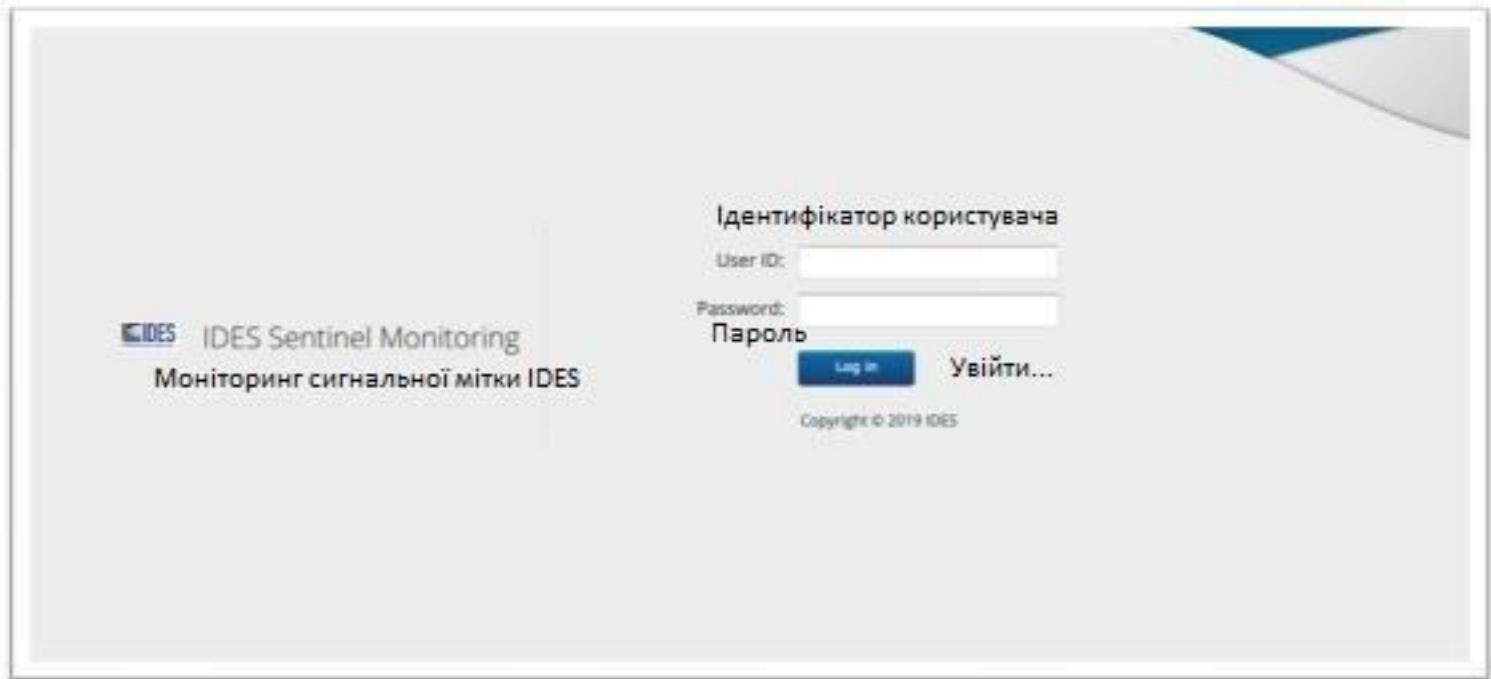 Ідентифікатор користувача
User ID:
Password:
Пароль
Log in Увійти...
Copyright © 2019 IDES
IDES IDES Sentinel Monitoring
Моніторинг сигнальної мітки IDES